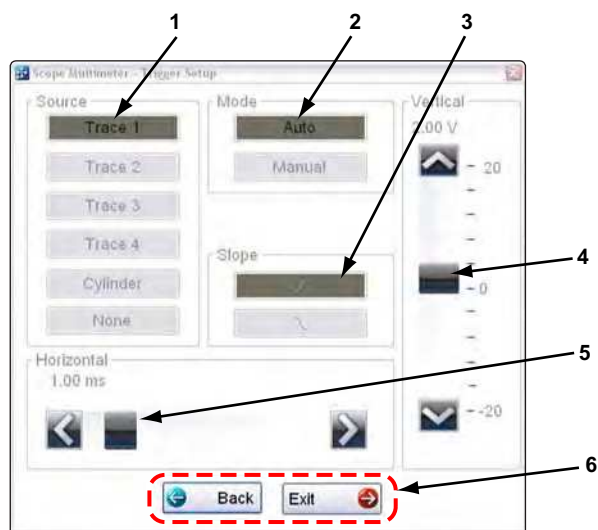 1 2 3
Scope Multimeter - Trigger Setup
Source Mode Vertical
Trace 1 Auto 2.00 V
Trace 2 Manual 20
Trace 3
Trace 4 Slope
4
Cylinder 0
None
Horizontal
1.00 ms
5
-20
6
Back Exit